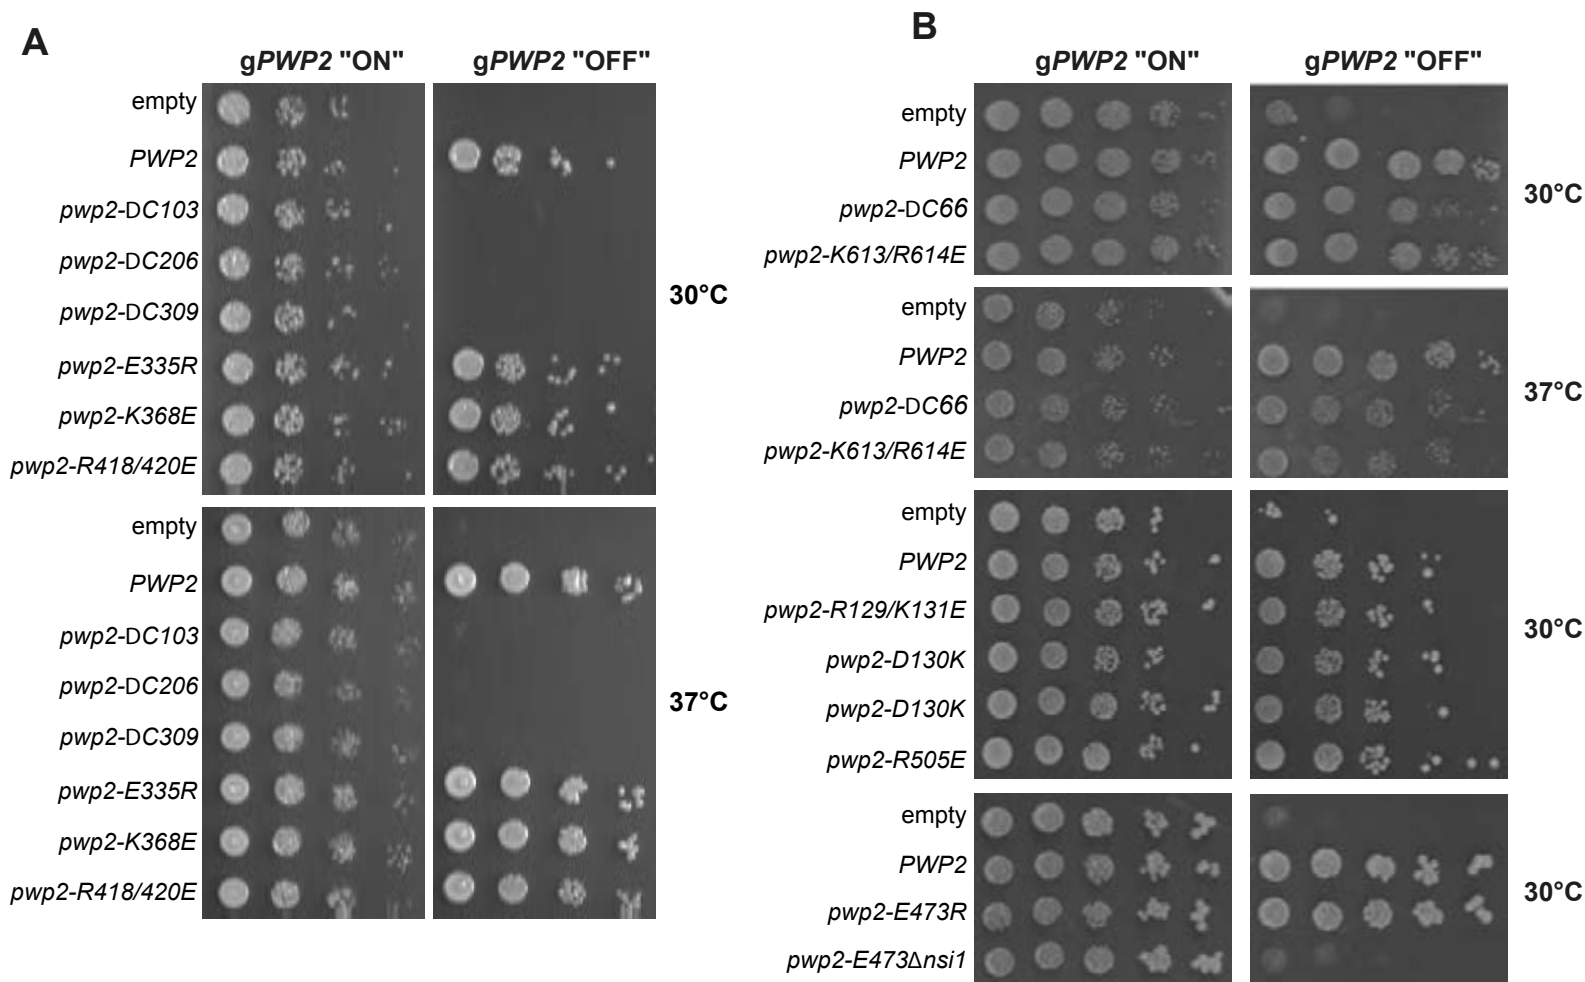 A
gPWP2 "ON" gPWP2 "OFF"
empty
PWP2
pwp2-DC103
pwp2-DC206
pwp2-DC309
pwp2-E335R
pwp2-K368E
pwp2-R418/420E
30°C
empty
PWP2
pwp2-DC103
pwp2-DC206
pwp2-DC309
pwp2-E335R
pwp2-K368E
pwp2-R418/420E
37°C
B
gPWP2 "ON" gPWP2 "OFF"
empty
PWP2
pwp2-DC66
pwp2-K613/R614E
30°C
empty
PWP2
pwp2-DC66
pwp2-K613/R614E
37°C
empty
PWP2
pwp2-R129/K131E
pwp2-D130K
pwp2-D130K
pwp2-R505E
30°C
empty
PWP2
pwp2-E473R
pwp2-E473Δnsi1
30°C